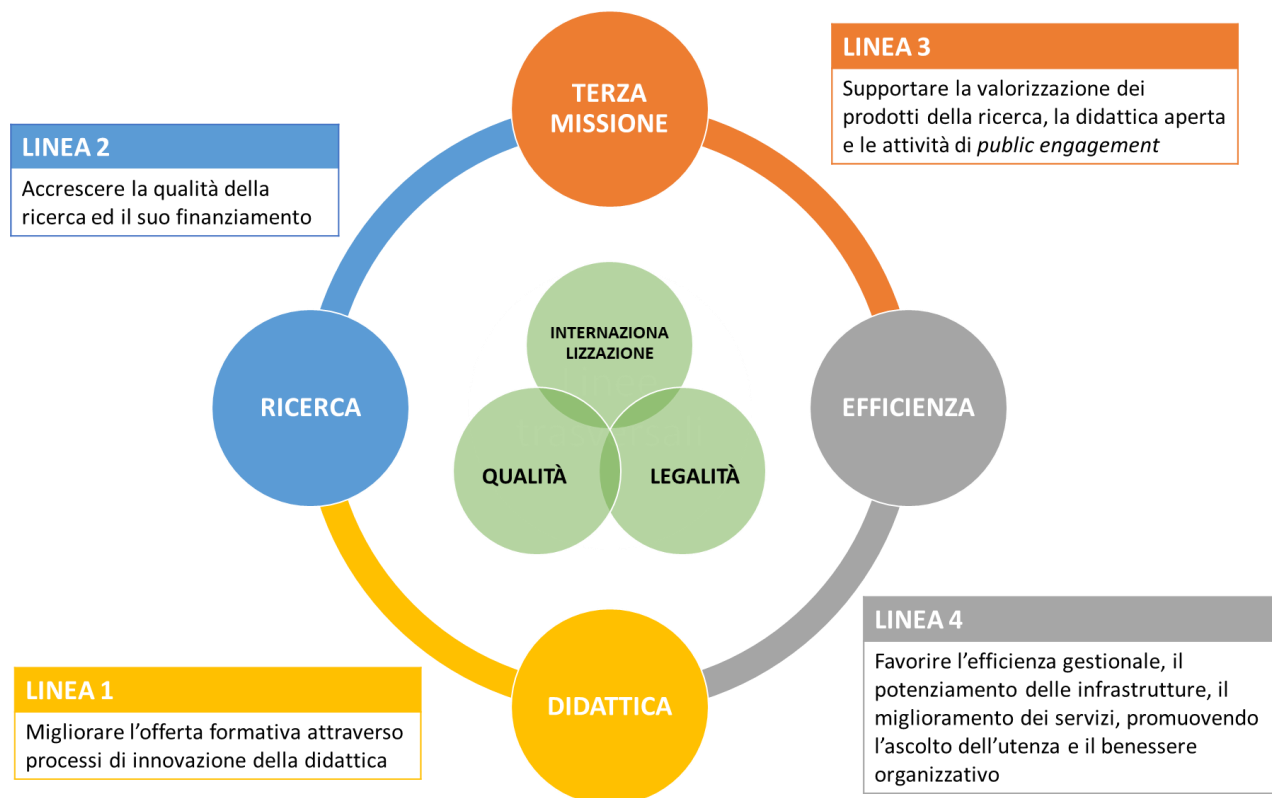 TERZA
MISSIONE
LINEA 3
Supportare la valorizzazione dei
prodotti della ricerca, la didattica aperta
e le attività di public engagement
LINEA 2
Accrescere la qualità della
ricerca ed il suo finanziamento
INTERNAZIONA
LIZZAZIONE
RICERCA
EFFICIENZA
QUALITÀ
LEGALITÀ
LINEA 4
Favorire l’efficienza gestionale, il
potenziamento delle infrastrutture, il
miglioramento dei servizi, promuovendo
l’ascolto dell’utenza e il benessere
organizzativo
LINEA 1
Migliorare l’offerta formativa attraverso
processi di innovazione della didattica
DIDATTICA